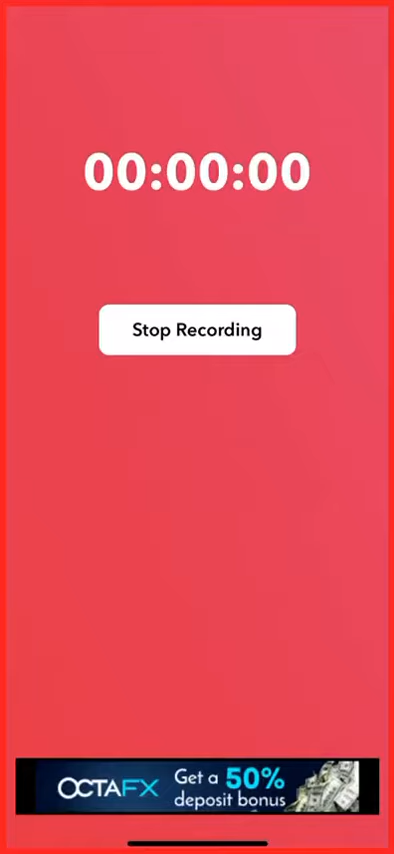 00:00:00
Stop Recording
OCTAFX
Get a 50%
deposit bonus